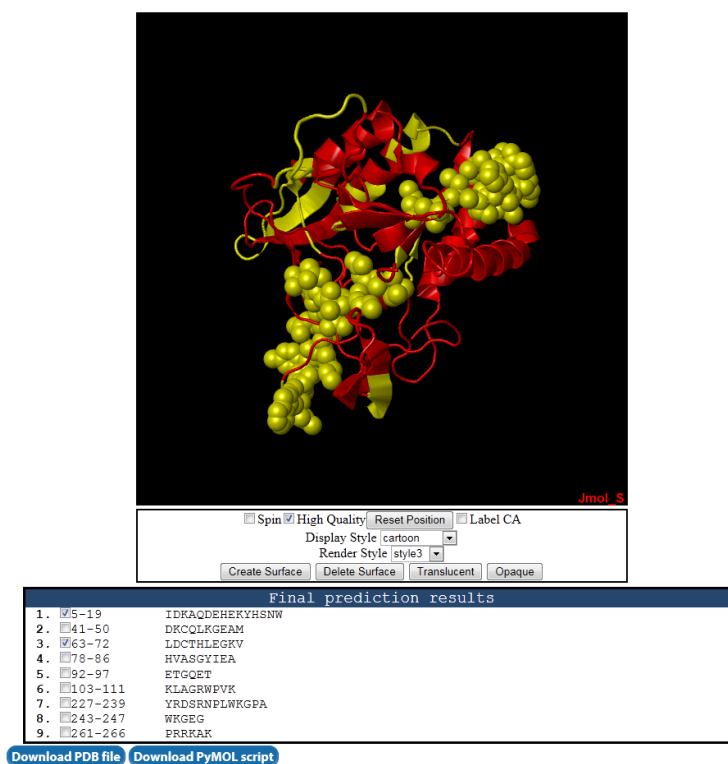 Jmol_S
Spin High Quality Reset Position Label CA
Display Style cartoon
Render Style style3
Create Surface Delete Surface Translucent Opaque
Final prediction results
1. 5-19 IDKAQDEHEKYHSNW
2. 41-50 DKCQLKGEAM
3. 63-72 LDCTHLEGKV
4. 78-86 HVASGYIEA
5. 92-97 ETGQET
6. 103-111 KLAGRWPVK
7. 227-239 YRDSRNPLWKGPA
8. 243-247 WKGEG
9. 261-266 PRRKAK
Download PDB file Download PyMOL script